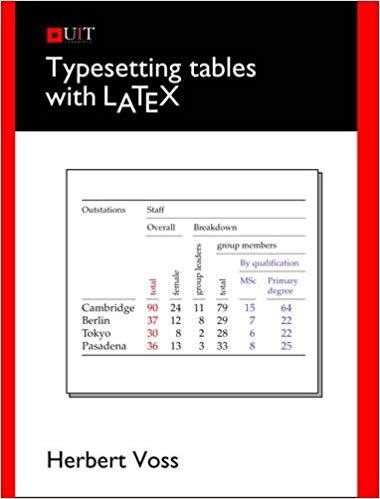 UIT
CAMBRIDGE
Typesetting tables
with LATEX
Outstations Staff
Overall Breakdown
group members
By qualification
total female group leaders total MSc Primary
degree
Cambridge 90 24 11 79 15 64
Berlin 37 12 8 29 7 22
Tokyo 30 8 2 28 6 22
Pasadena 36 13 3 33 8 25
Herbert Voss